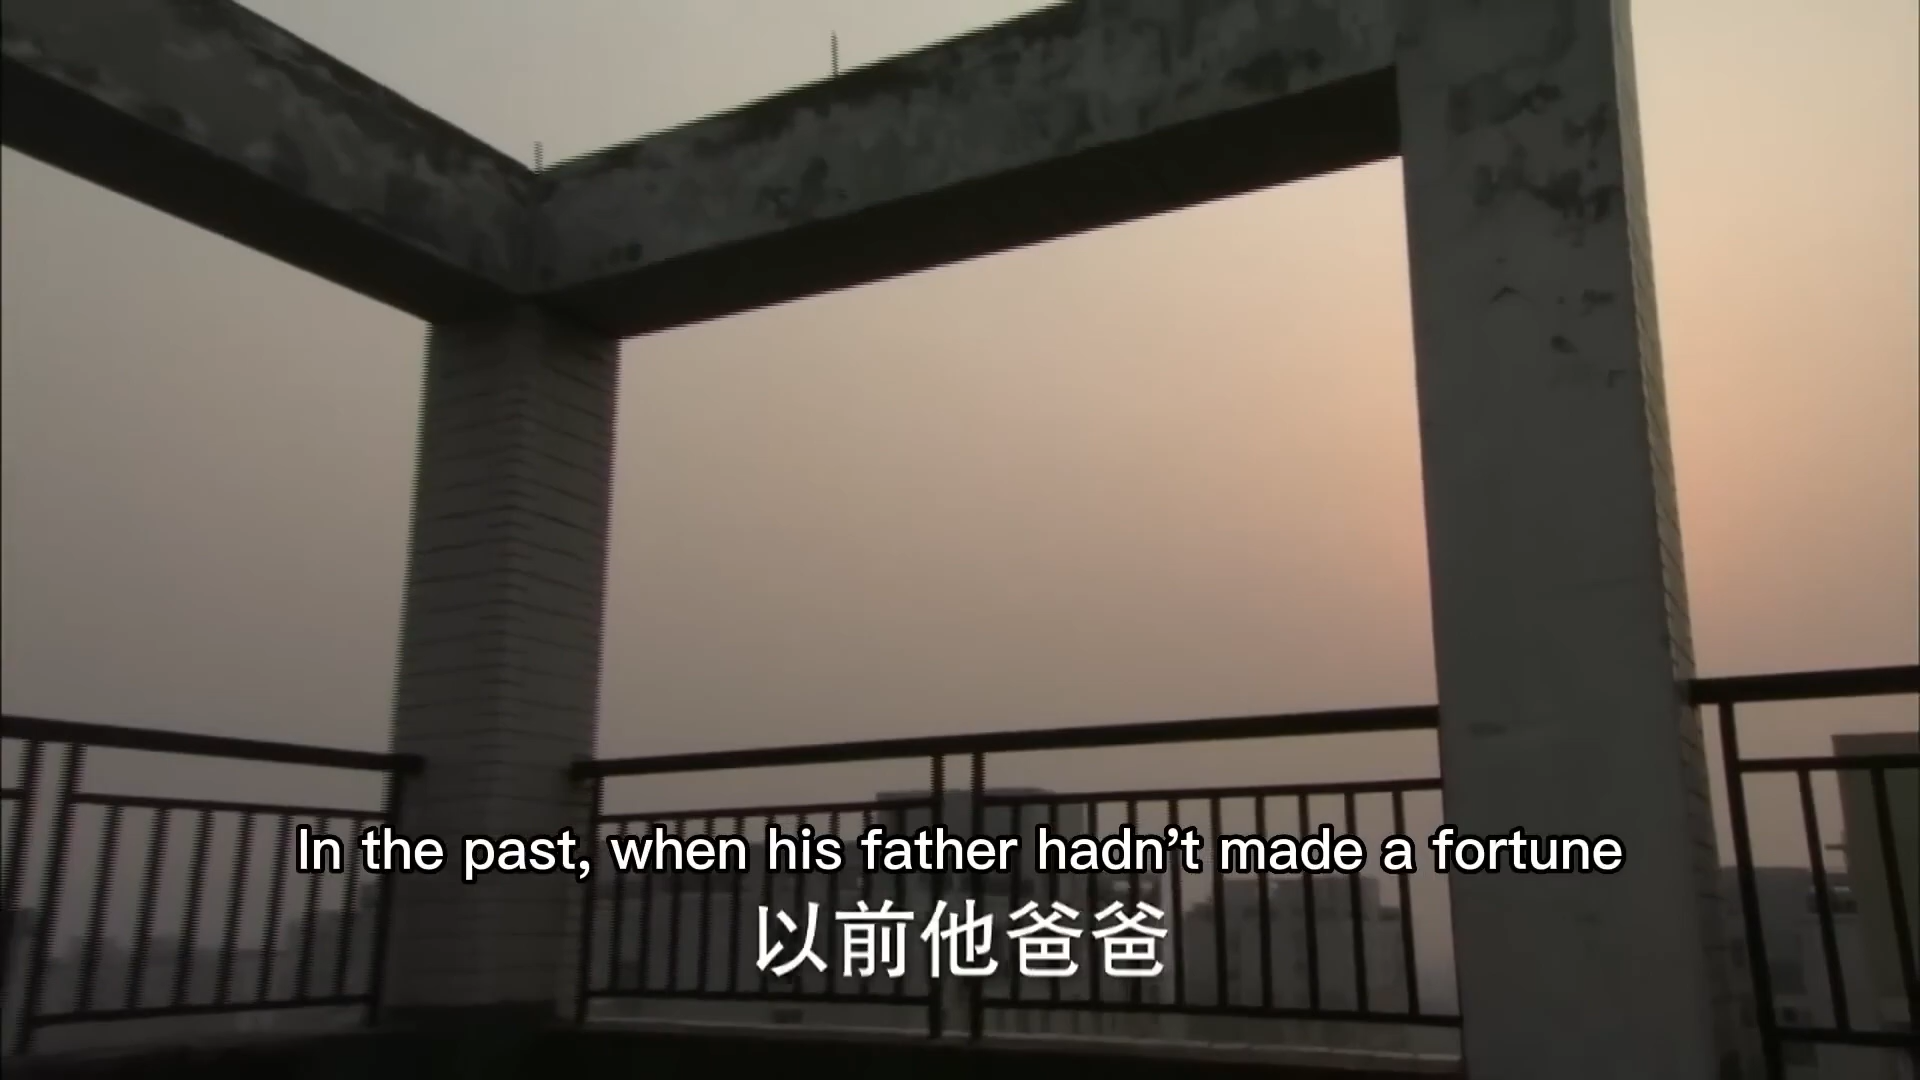 In the past, when his father hadn't made a fortune
以前他爸爸